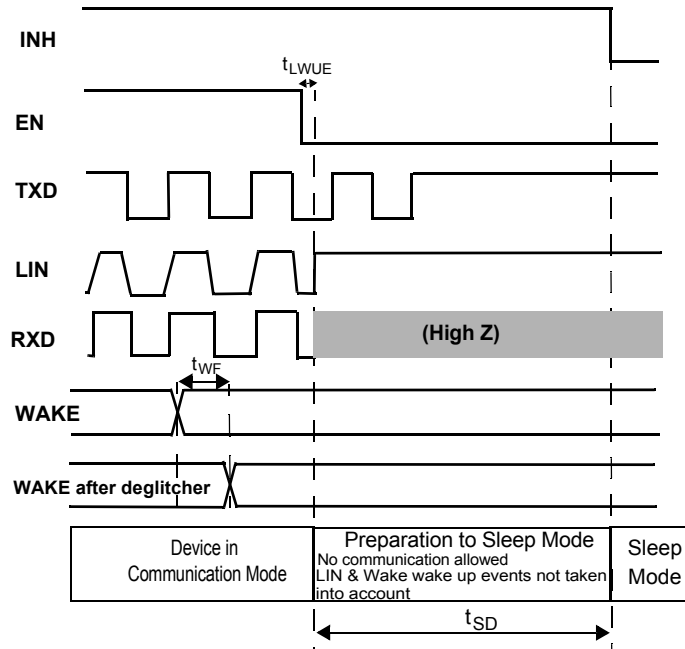 INH
tLWUE
EN
TXD
LIN
RXD
(High Z)
tWF
WAKE
WAKE after deglitcher
Device in
Communication Mode
Preparation to Sleep Mode
No communication allowed
LIN & Wake wake up events not taken
into account
Sleep
Mode
tSD